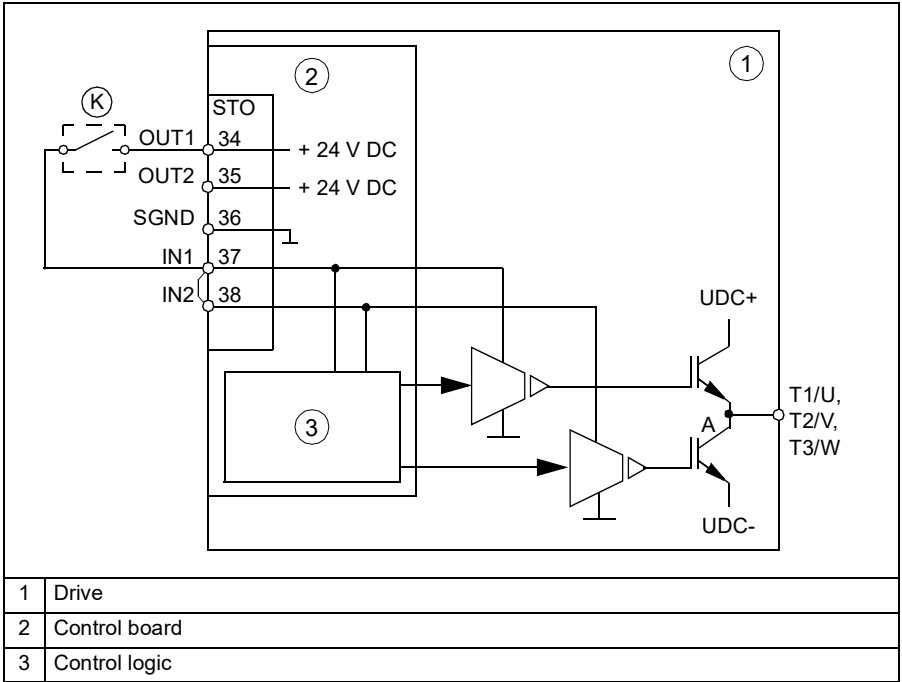 2
1
K
STO
OUT1 34 + 24 V DC
OUT2 35 + 24 V DC
SGND 36
IN1 37
IN2 38
UDC+
3
A
T1/U,
T2/V,
T3/W
UDC-
1 Drive
2 Control board
3 Control logic